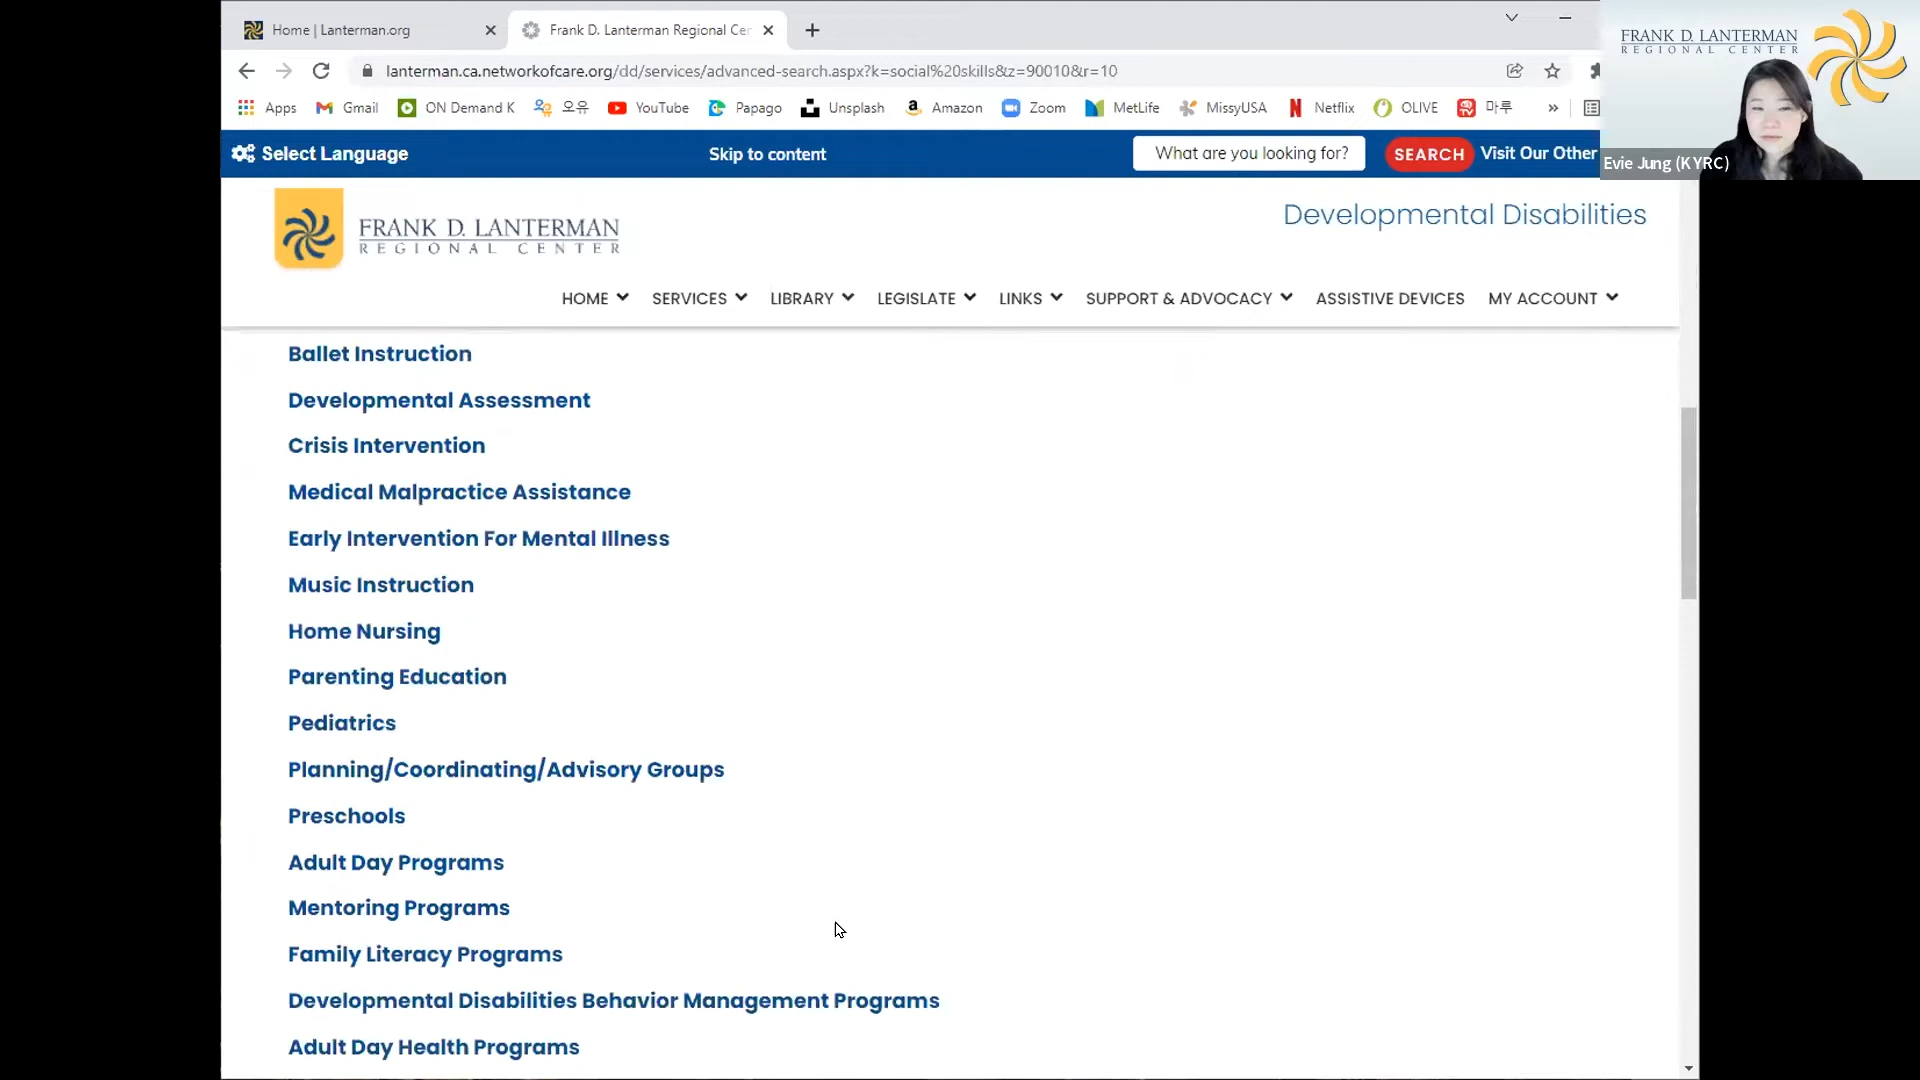 Home | Lanterman.org
Frank D. Lanterman Regional Cen
lanterman.ca.networkofcare.org/dd/services/advanced-search.aspx?k=social%20skills&z=90010&r=10
Apps Gmail ON Demand K 오유 YouTube Papago Unsplash Amazon Zoom MetLife MissyUSA Netflix OLIVE 마루 »
FRANK D. LANTERMAN
REGIONAL CENTER
Evie Jung (KYRC)
Select Language Skip to content What are you looking for? SEARCH Visit Our Other
FRANK D. LANTERMAN
REGIONAL CENTER
Developmental Disabilities
HOME SERVICES LIBRARY LEGISLATE LINKS SUPPORT & ADVOCACY ASSISTIVE DEVICES MY ACCOUNT
Ballet Instruction
Developmental Assessment
Crisis Intervention
Medical Malpractice Assistance
Early Intervention For Mental Illness
Music Instruction
Home Nursing
Parenting Education
Pediatrics
Planning/Coordinating/Advisory Groups
Preschools
Adult Day Programs
Mentoring Programs
Family Literacy Programs
Developmental Disabilities Behavior Management Programs
Adult Day Health Programs